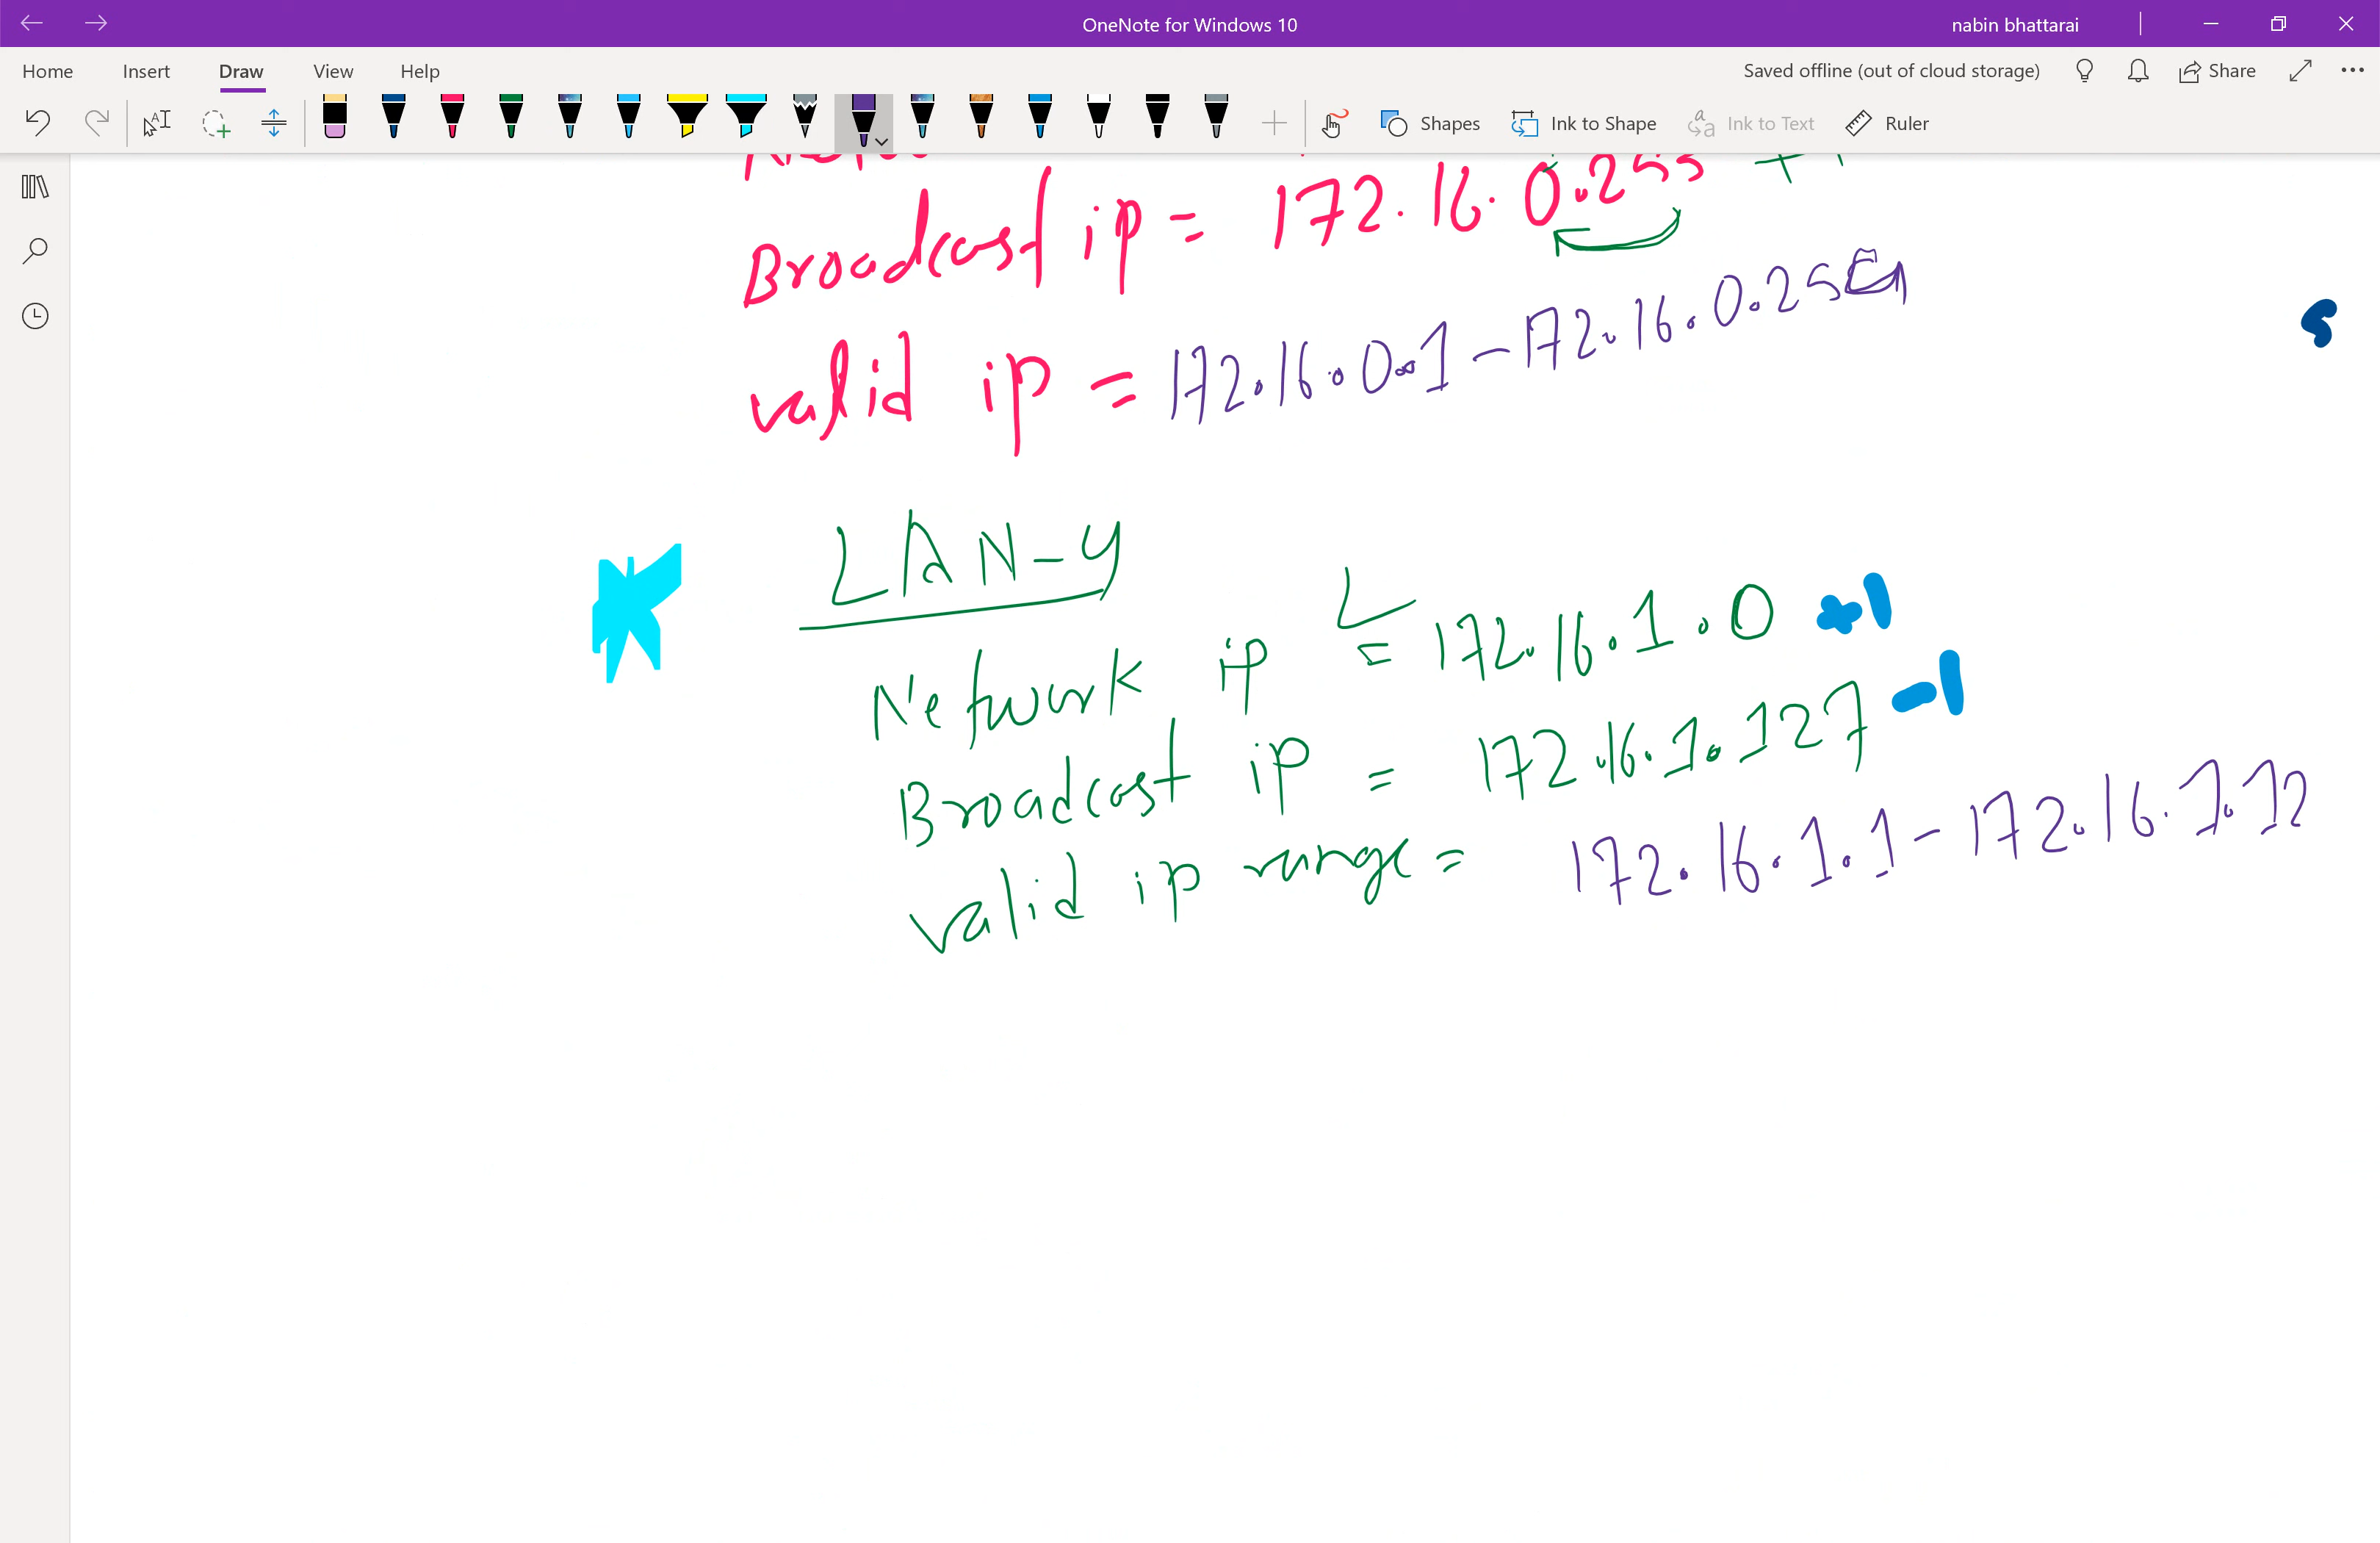 OneNote for Windows 10
nabin bhattarai
Home Insert Draw View Help
Saved offline (out of cloud storage)
Share
Shapes Ink to Shape Ink to Text Ruler
Broadcast ip = 172.16.0.255
valid ip = 172.16.0.1 - 172.16.0.254
LAN-Y
Network ip = 172.16.1.0 +1
Broadcast ip = 172.16.1.127 -1
valid ip range = 172.16.1.1 - 172.16.1.12